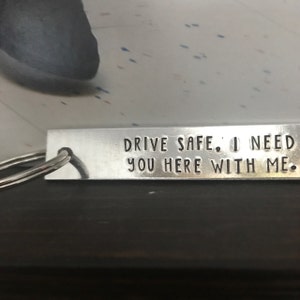 DRIVE SAFE. I NEED
YOU HERE WITH ME.